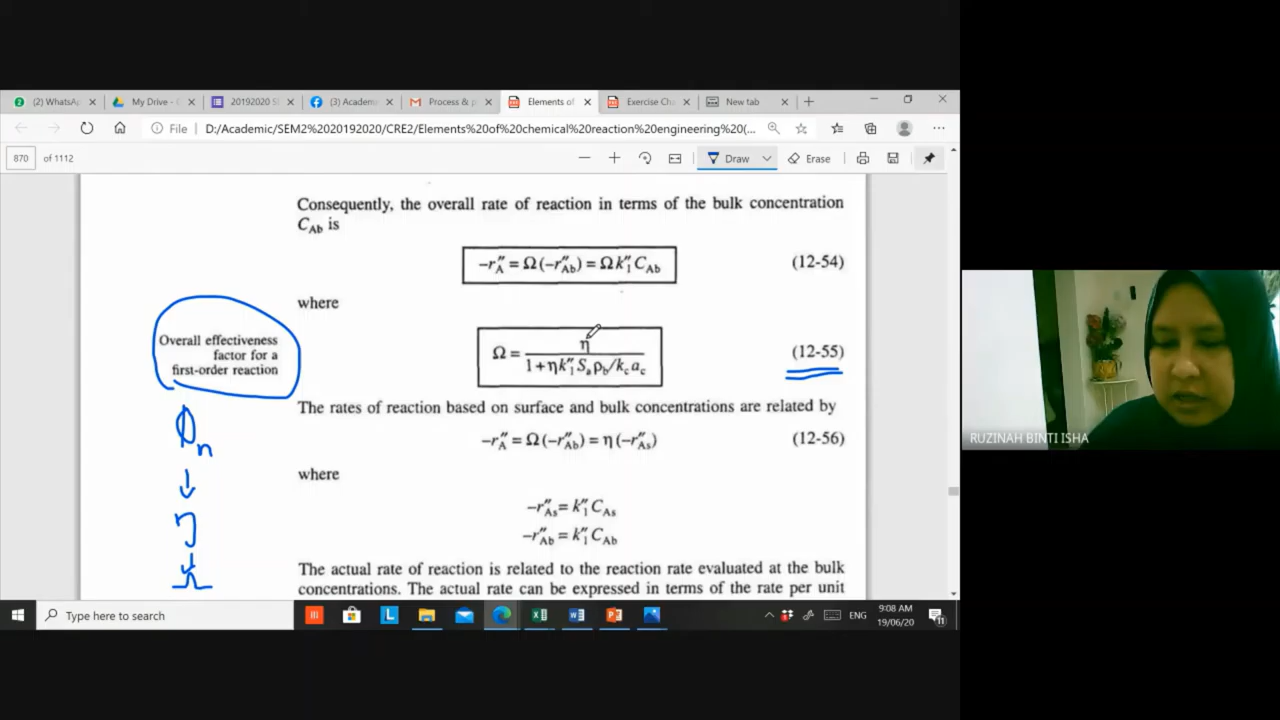 (2) WhatsAp
My Drive -
20192020 S
(3) Academ
Process & p
Elements of
Exercise Cha
New tab
File D:/Academic/SEM2%2020192020/CRE2/Elements%20of%20chemical%20reaction%20engineering%20(...
870 of 1112
Draw
Erase
Consequently, the overall rate of reaction in terms of the bulk concentration
C_Ab is
−r″_A = Ω(−r″_Ab) = Ωk″_1 C_Ab (12-54)
where
Overall effectiveness
factor for a
first-order reaction
Ω = η / (1 + ηk″_1 S_a ρ_b/k_c a_c) (12-55)
The rates of reaction based on surface and bulk concentrations are related by
−r″_A = Ω(−r″_Ab) = η(−r″_As) (12-56)
where
−r″_As = k″_1 C_As
−r″_Ab = k″_1 C_Ab
The actual rate of reaction is related to the reaction rate evaluated at the bulk
concentrations. The actual rate can be expressed in terms of the rate per unit
Ø_n
↓
η
↓
Ω
RUZINAH BINTI ISHA
Type here to search
ENG
9:08 AM
19/06/20